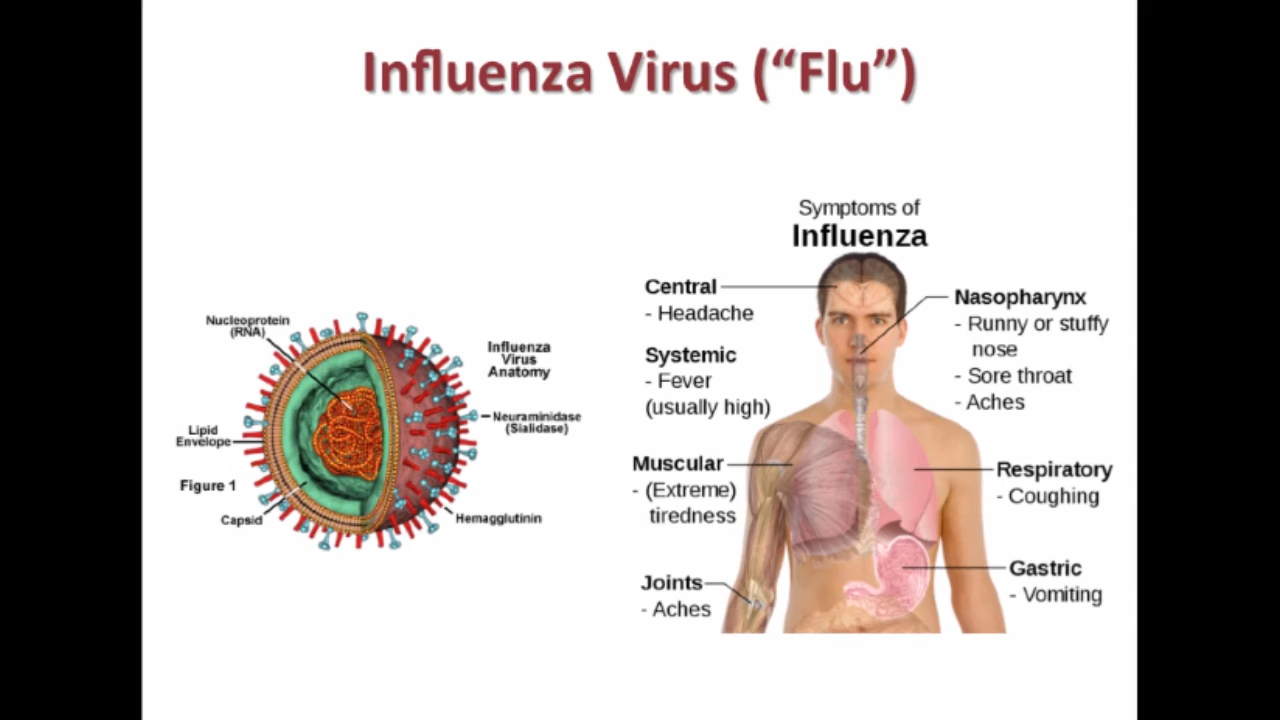 Influenza Virus (“Flu”)
Nucleoprotein
(RNA)
Influenza
Virus
Anatomy
Neuraminidase
(Sialidase)
Lipid
Envelope
Figure 1
Capsid
Hemagglutinin
Symptoms of
Influenza
Central
- Headache
Systemic
- Fever
(usually high)
Muscular
- (Extreme)
tiredness
Joints
- Aches
Nasopharynx
- Runny or stuffy
nose
- Sore throat
- Aches
Respiratory
- Coughing
Gastric
- Vomiting